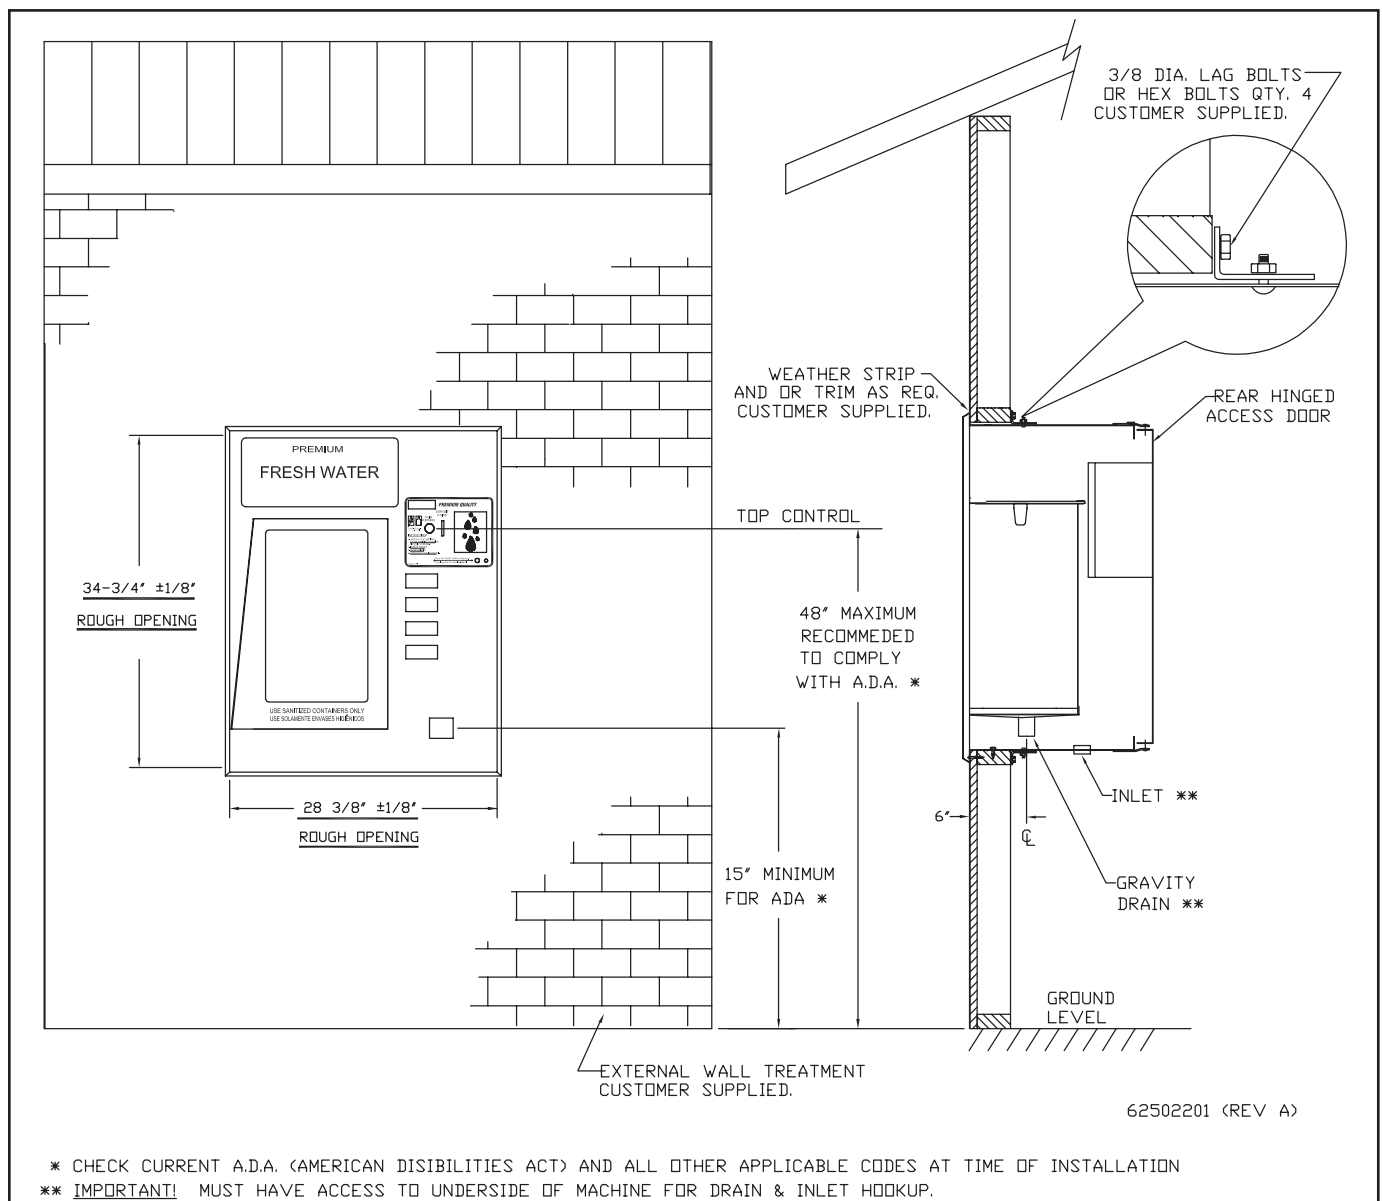 3/8 DIA. LAG BOLTS
OR HEX BOLTS QTY. 4
CUSTOMER SUPPLIED.
WEATHER STRIP
AND OR TRIM AS REQ.
CUSTOMER SUPPLIED.
REAR HINGED
ACCESS DOOR
PREMIUM
FRESH WATER
PREMIUM QUALITY
TOP CONTROL
34-3/4" ±1/8"
ROUGH OPENING
48" MAXIMUM
RECOMMEDED
TO COMPLY
WITH A.D.A. *
USE SANITIZED CONTAINERS ONLY
USE SOLAMENTE ENVASES HIGIÉNICOS
28 3/8" ±1/8"
ROUGH OPENING
INLET **
6"
℄
15" MINIMUM
FOR ADA *
GRAVITY
DRAIN **
GROUND
LEVEL
EXTERNAL WALL TREATMENT
CUSTOMER SUPPLIED.
62502201 (REV A)
* CHECK CURRENT A.D.A. (AMERICAN DISIBILITIES ACT) AND ALL OTHER APPLICABLE CODES AT TIME OF INSTALLATION
** IMPORTANT! MUST HAVE ACCESS TO UNDERSIDE OF MACHINE FOR DRAIN & INLET HOOKUP.